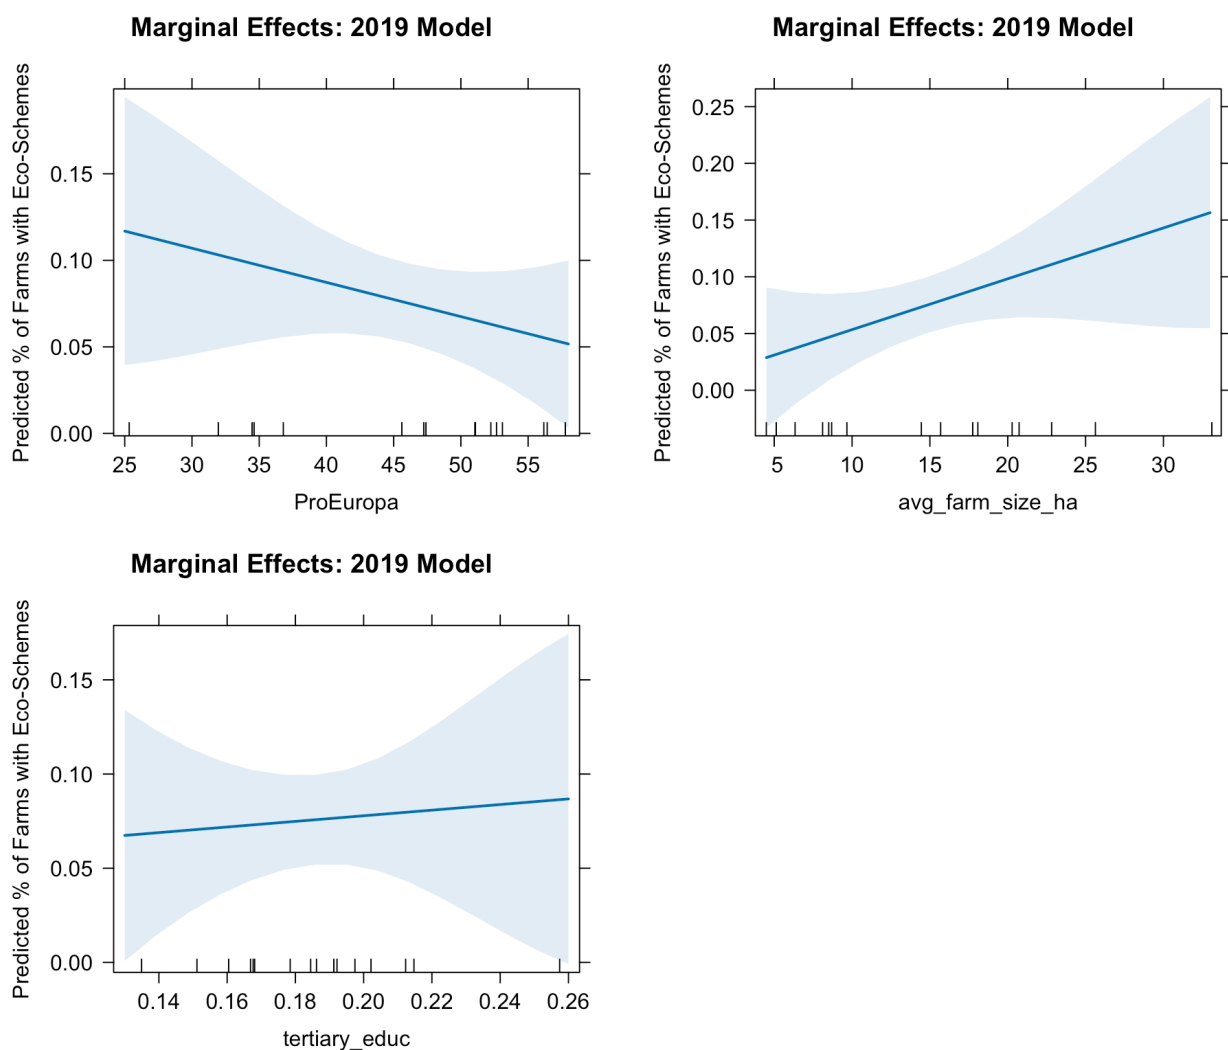 Marginal Effects: 2019 Model
Predicted % of Farms with Eco-Schemes
0.15
0.10
0.05
0.00
25 30 35 40 45 50 55
ProEuropa
Marginal Effects: 2019 Model
Predicted % of Farms with Eco-Schemes
0.25
0.20
0.15
0.10
0.05
0.00
5 10 15 20 25 30
avg_farm_size_ha
Marginal Effects: 2019 Model
Predicted % of Farms with Eco-Schemes
0.15
0.10
0.05
0.00
0.14 0.16 0.18 0.20 0.22 0.24 0.26
tertiary_educ